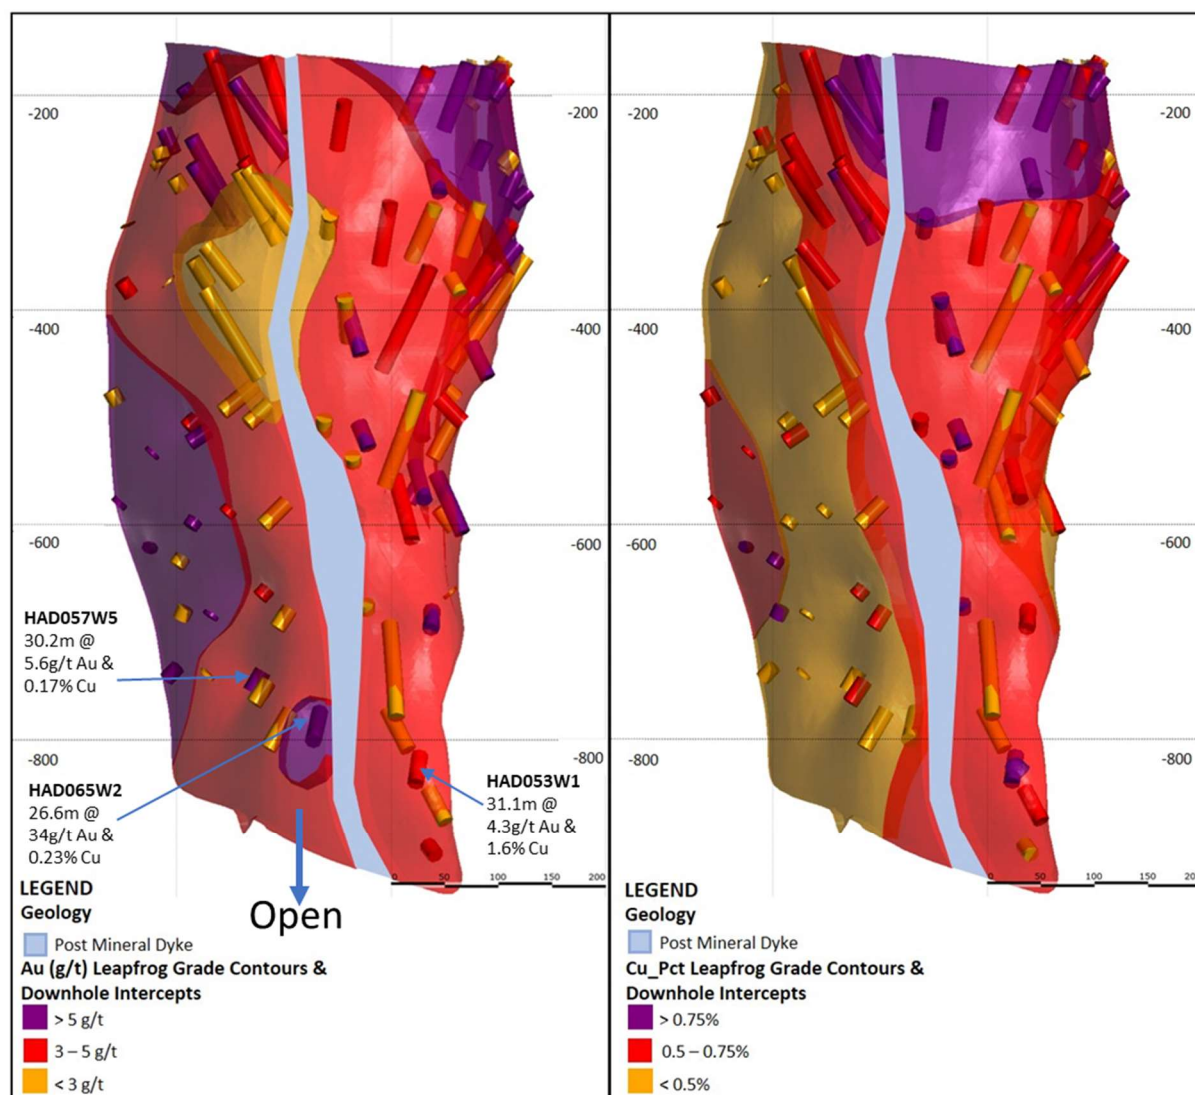 -200
-200
-400
-400
-600
-600
-800
-800
HAD057W5
30.2m @
5.6g/t Au &
0.17% Cu
HAD065W2
26.6m @
34g/t Au &
0.23% Cu
HAD053W1
31.1m @
4.3g/t Au &
1.6% Cu
0 50 100 150 200
Open
LEGEND
Geology
Post Mineral Dyke
Au (g/t) Leapfrog Grade Contours &
Downhole Intercepts
> 5 g/t
3 – 5 g/t
< 3 g/t
-200
-200
-400
-400
-600
-600
-800
-800
0 50 100 150
LEGEND
Geology
Post Mineral Dyke
Cu_Pct Leapfrog Grade Contours &
Downhole Intercepts
> 0.75%
0.5 – 0.75%
< 0.5%